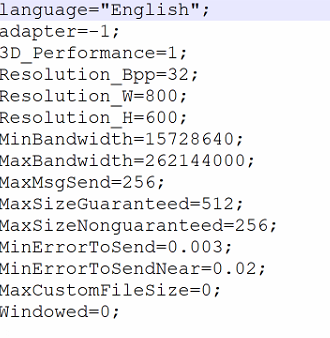 language="English";
adapter=-1;
3D_Performance=1;
Resolution_Bpp=32;
Resolution_W=800;
Resolution_H=600;
MinBandwidth=15728640;
MaxBandwidth=262144000;
MaxMsgSend=256;
MaxSizeGuaranteed=512;
MaxSizeNonguaranteed=256;
MinErrorToSend=0.003;
MinErrorToSendNear=0.02;
MaxCustomFileSize=0;
Windowed=0;